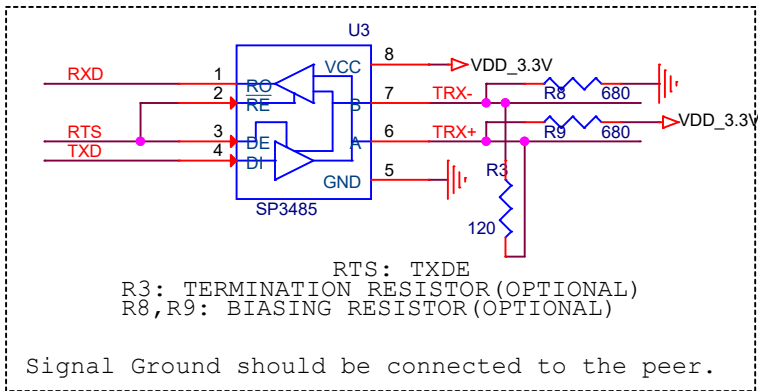 U3
RXD
1
RO
VCC
8
VDD_3.3V
2
RE
B
7
TRX-
R8
680
RTS
3
DE
A
6
TRX+
R9
680
VDD_3.3V
TXD
4
DI
GND
5
R3
120
SP3485
RTS: TXDE
R3: TERMINATION RESISTOR(OPTIONAL)
R8,R9: BIASING RESISTOR(OPTIONAL)
Signal Ground should be connected to the peer.